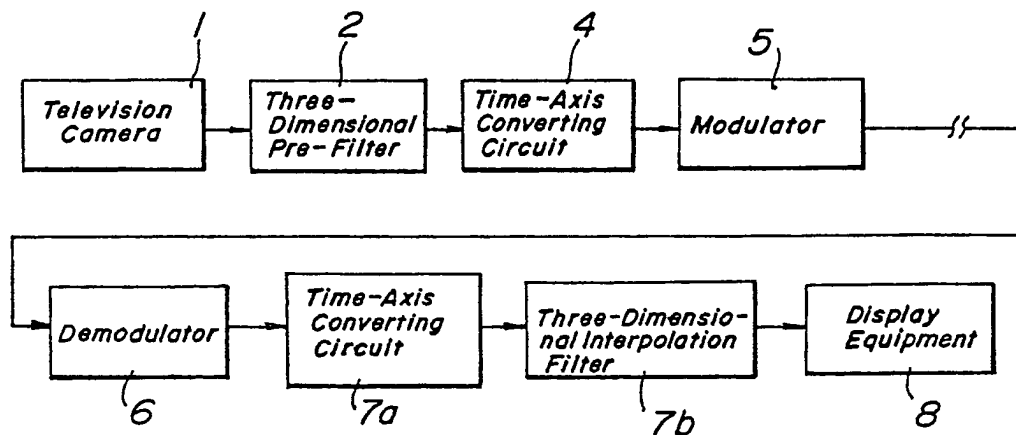 1
2
4
5
Television
Camera
Three-
Dimensional
Pre-Filter
Time-Axis
Converting
Circuit
Modulator
Demodulator
Time-Axis
Converting
Circuit
Three-Dimensio-
nal Interpolation
Filter
Display
Equipment
6
7a
7b
8